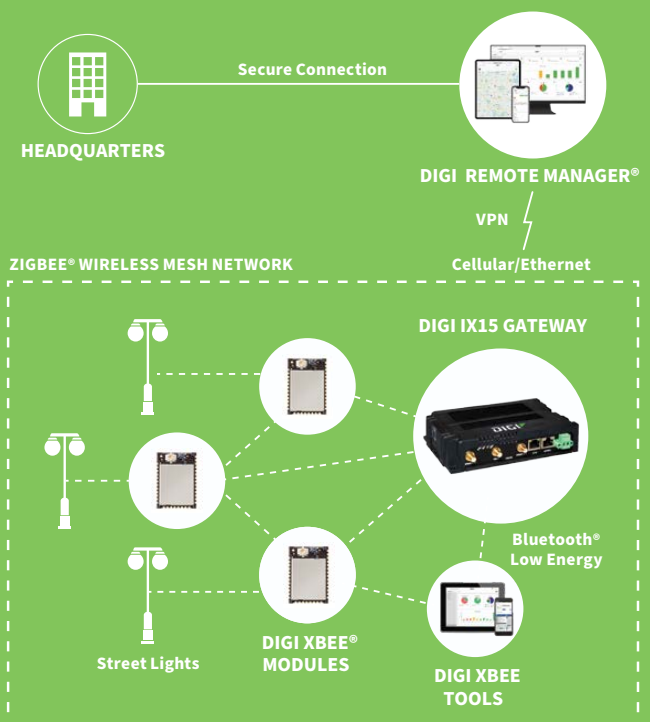 Secure Connection
HEADQUARTERS
DIGI REMOTE MANAGER®
VPN
ZIGBEE® WIRELESS MESH NETWORK
Cellular/Ethernet
DIGI IX15 GATEWAY
DIGI
Bluetooth®
Low Energy
DIGI XBEE®
MODULES
Street Lights
DIGI XBEE
TOOLS